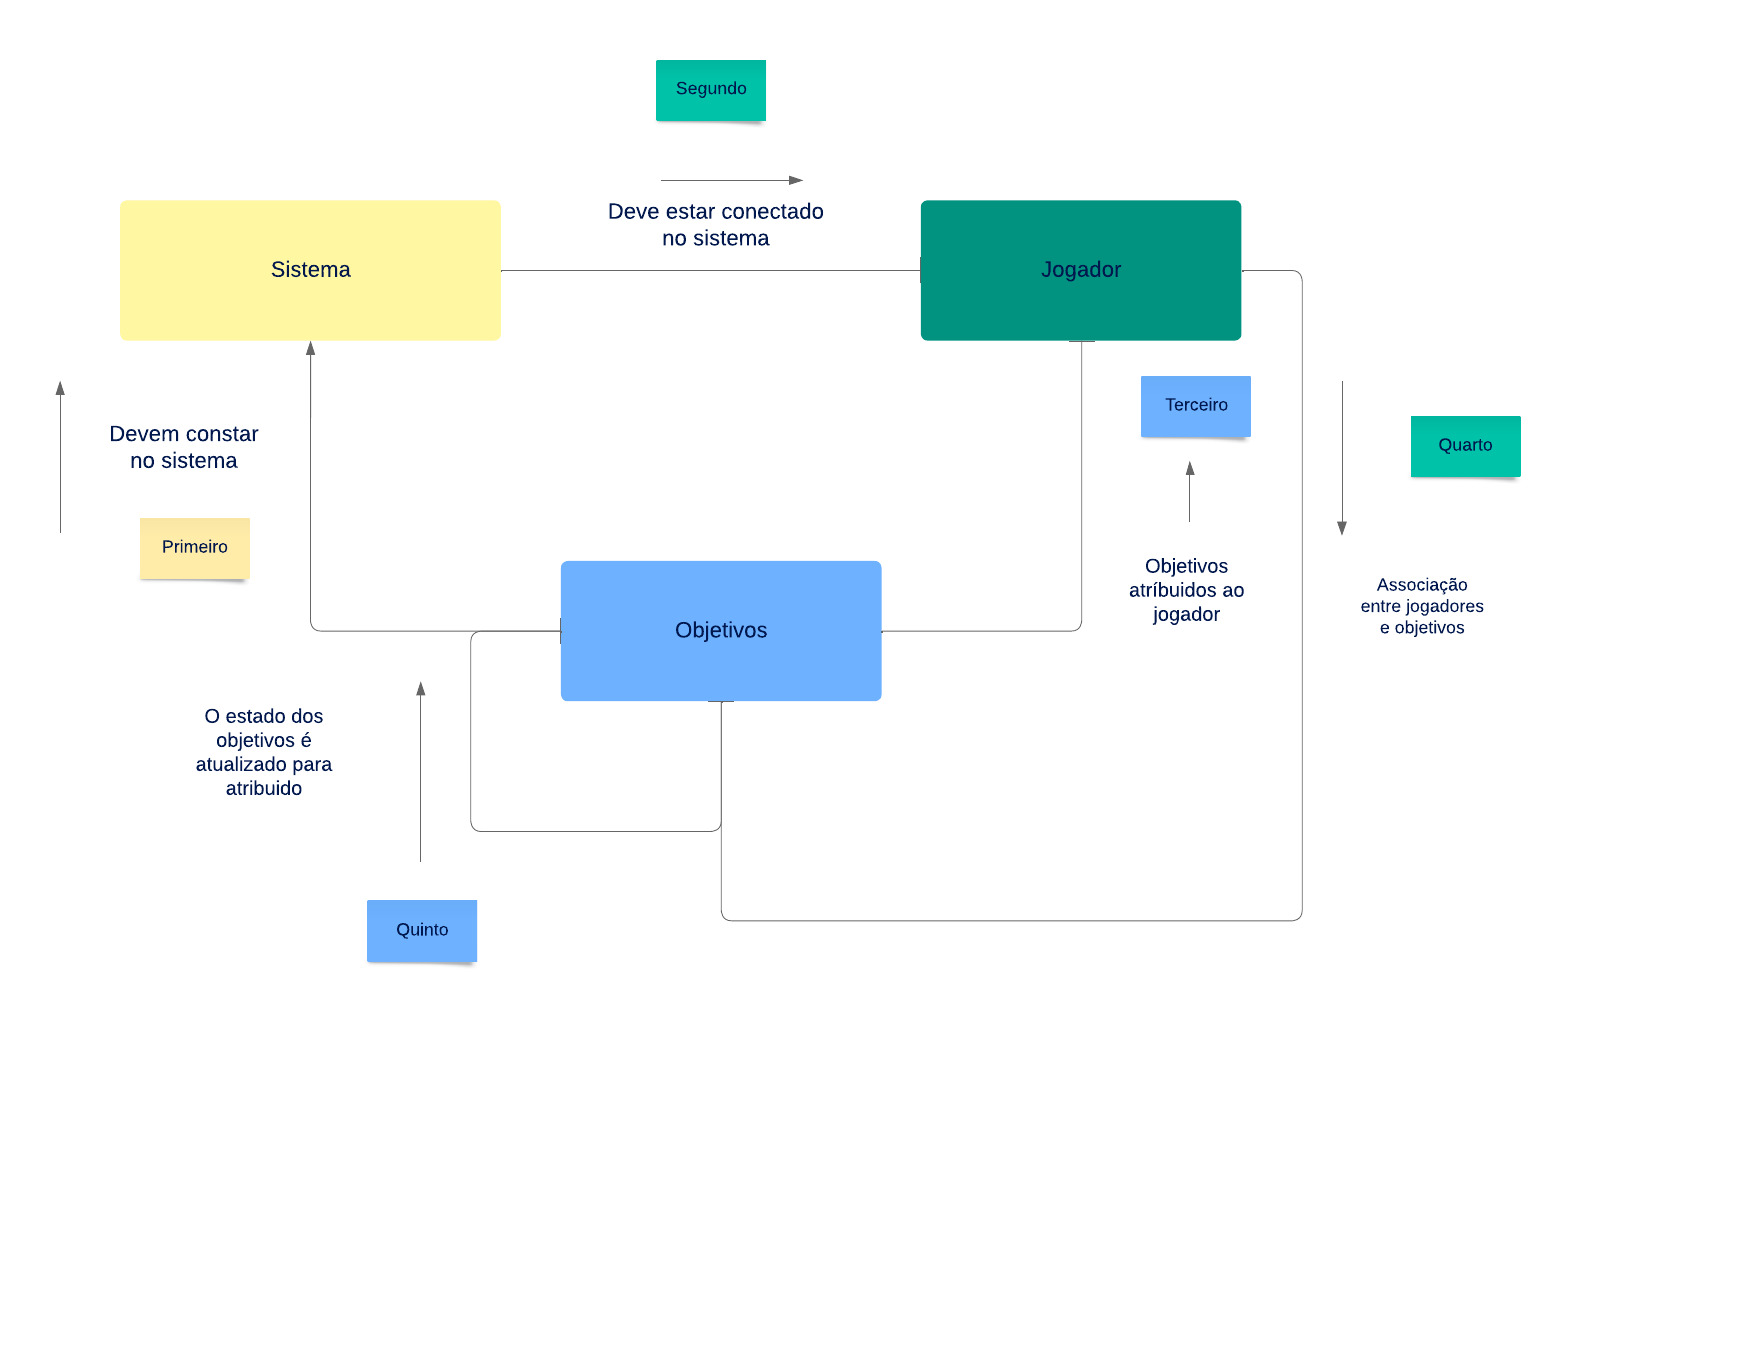 Segundo
Deve estar conectado
no sistema
Sistema
Jogador
Terceiro
Quarto
Devem constar
no sistema
Primeiro
Objetivos
atríbuidos ao
jogador
Associação
entre jogadores
e objetivos
Objetivos
O estado dos
objetivos é
atualizado para
atribuido
Quinto